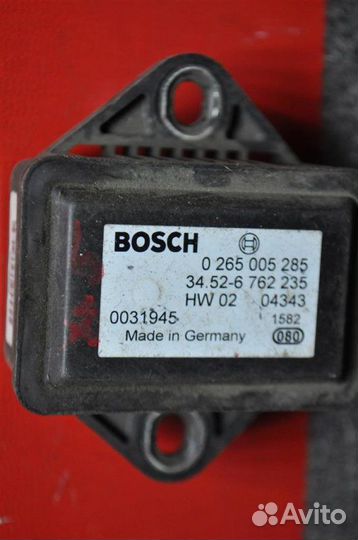 BOSCH
0 265 005 285
34.52-6 762 235
HW 02 04343
0031945 1582
Made in Germany 080
Avito